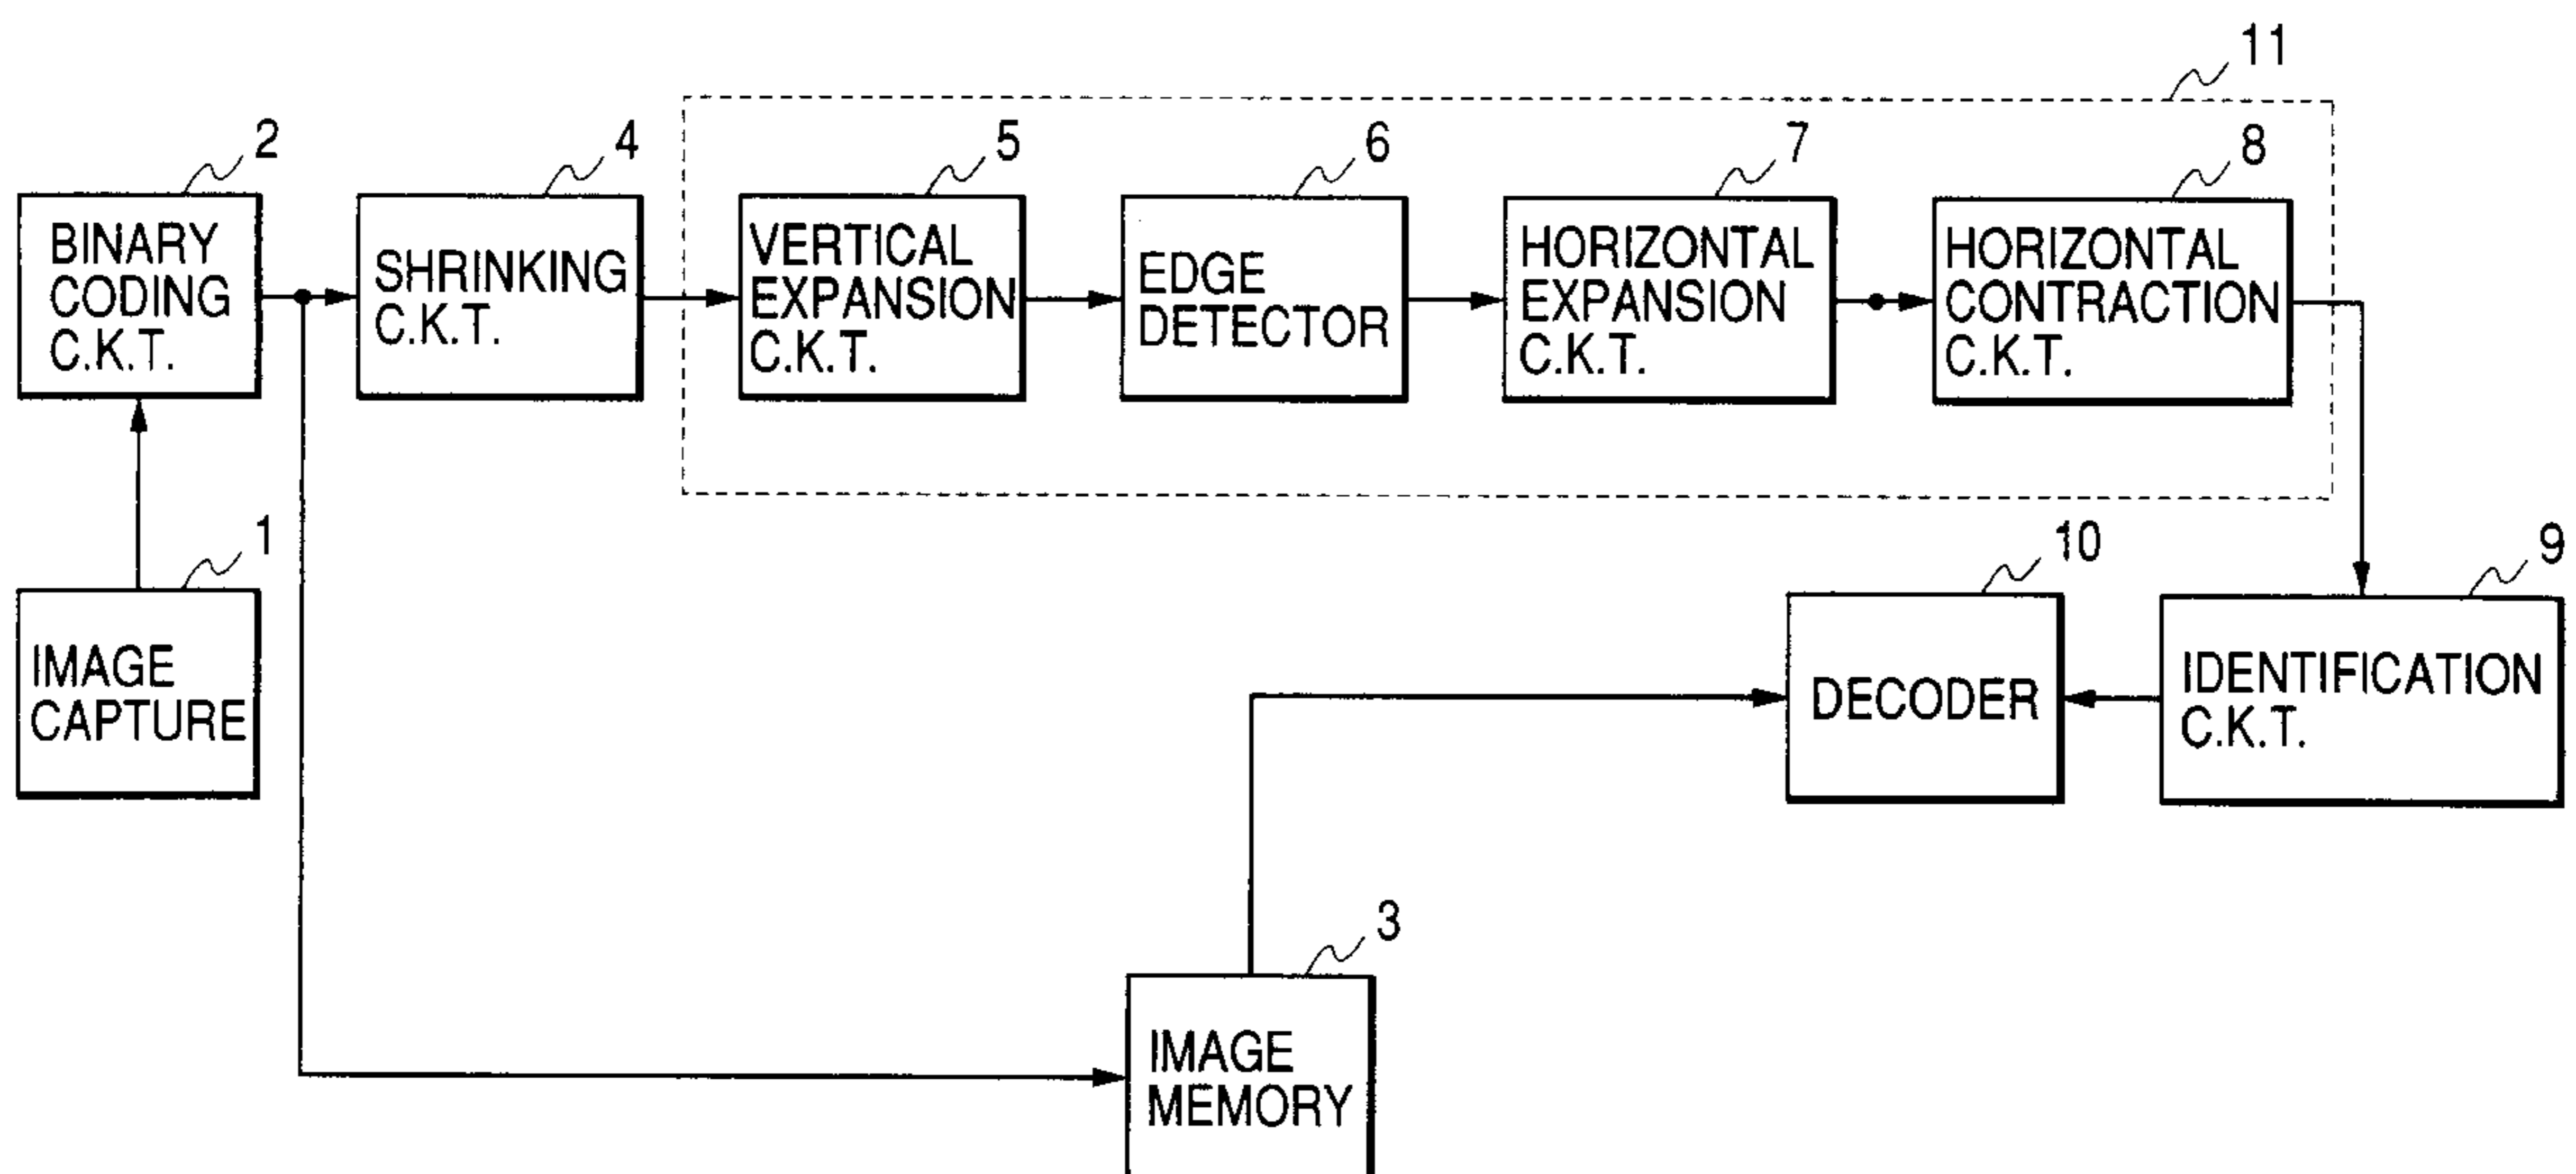 11
2
4
5
6
7
8
BINARY
CODING
C.K.T.
SHRINKING
C.K.T.
VERTICAL
EXPANSION
C.K.T.
EDGE
DETECTOR
HORIZONTAL
EXPANSION
C.K.T.
HORIZONTAL
CONTRACTION
C.K.T.
1
10
9
IMAGE
CAPTURE
DECODER
IDENTIFICATION
C.K.T.
3
IMAGE
MEMORY